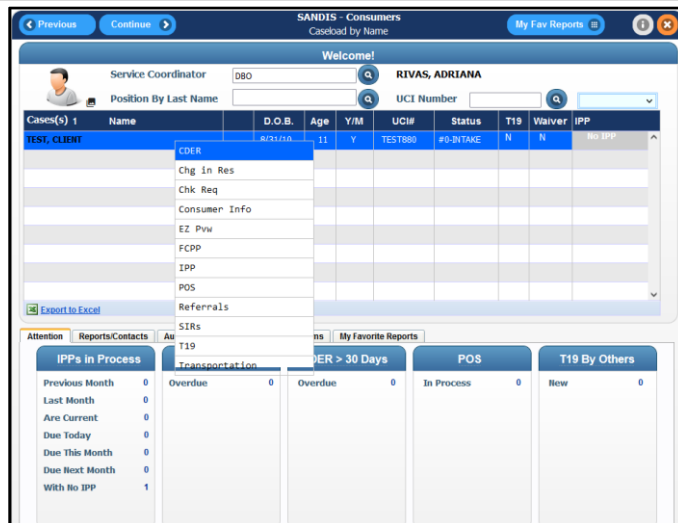 Previous Continue SANDIS - Consumers My Fav Reports
Caseload by Name
Welcome!
Service Coordinator DBO RIVAS, ADRIANA
Position By Last Name UCI Number
Cases(s) 1 Name D.O.B. Age Y/M UCI# Status T19 Waiver IPP
TEST, CLIENT 8/31/10 11 Y TEST880 #0-INTAKE N N No IPP
CDER
Chg in Res
Chk Req
Consumer Info
EZ Pvw
FCPP
IPP
POS
Referrals
SIRs
T19
Transportation
Export to Excel
Attention Reports/Contacts Au ms My Favorite Reports
IPPs in Process DER > 30 Days POS T19 By Others
Previous Month 0 Overdue 0 Overdue 0 In Process 0 New 0
Last Month 0
Are Current 0
Due Today 0
Due This Month 0
Due Next Month 0
With No IPP 1